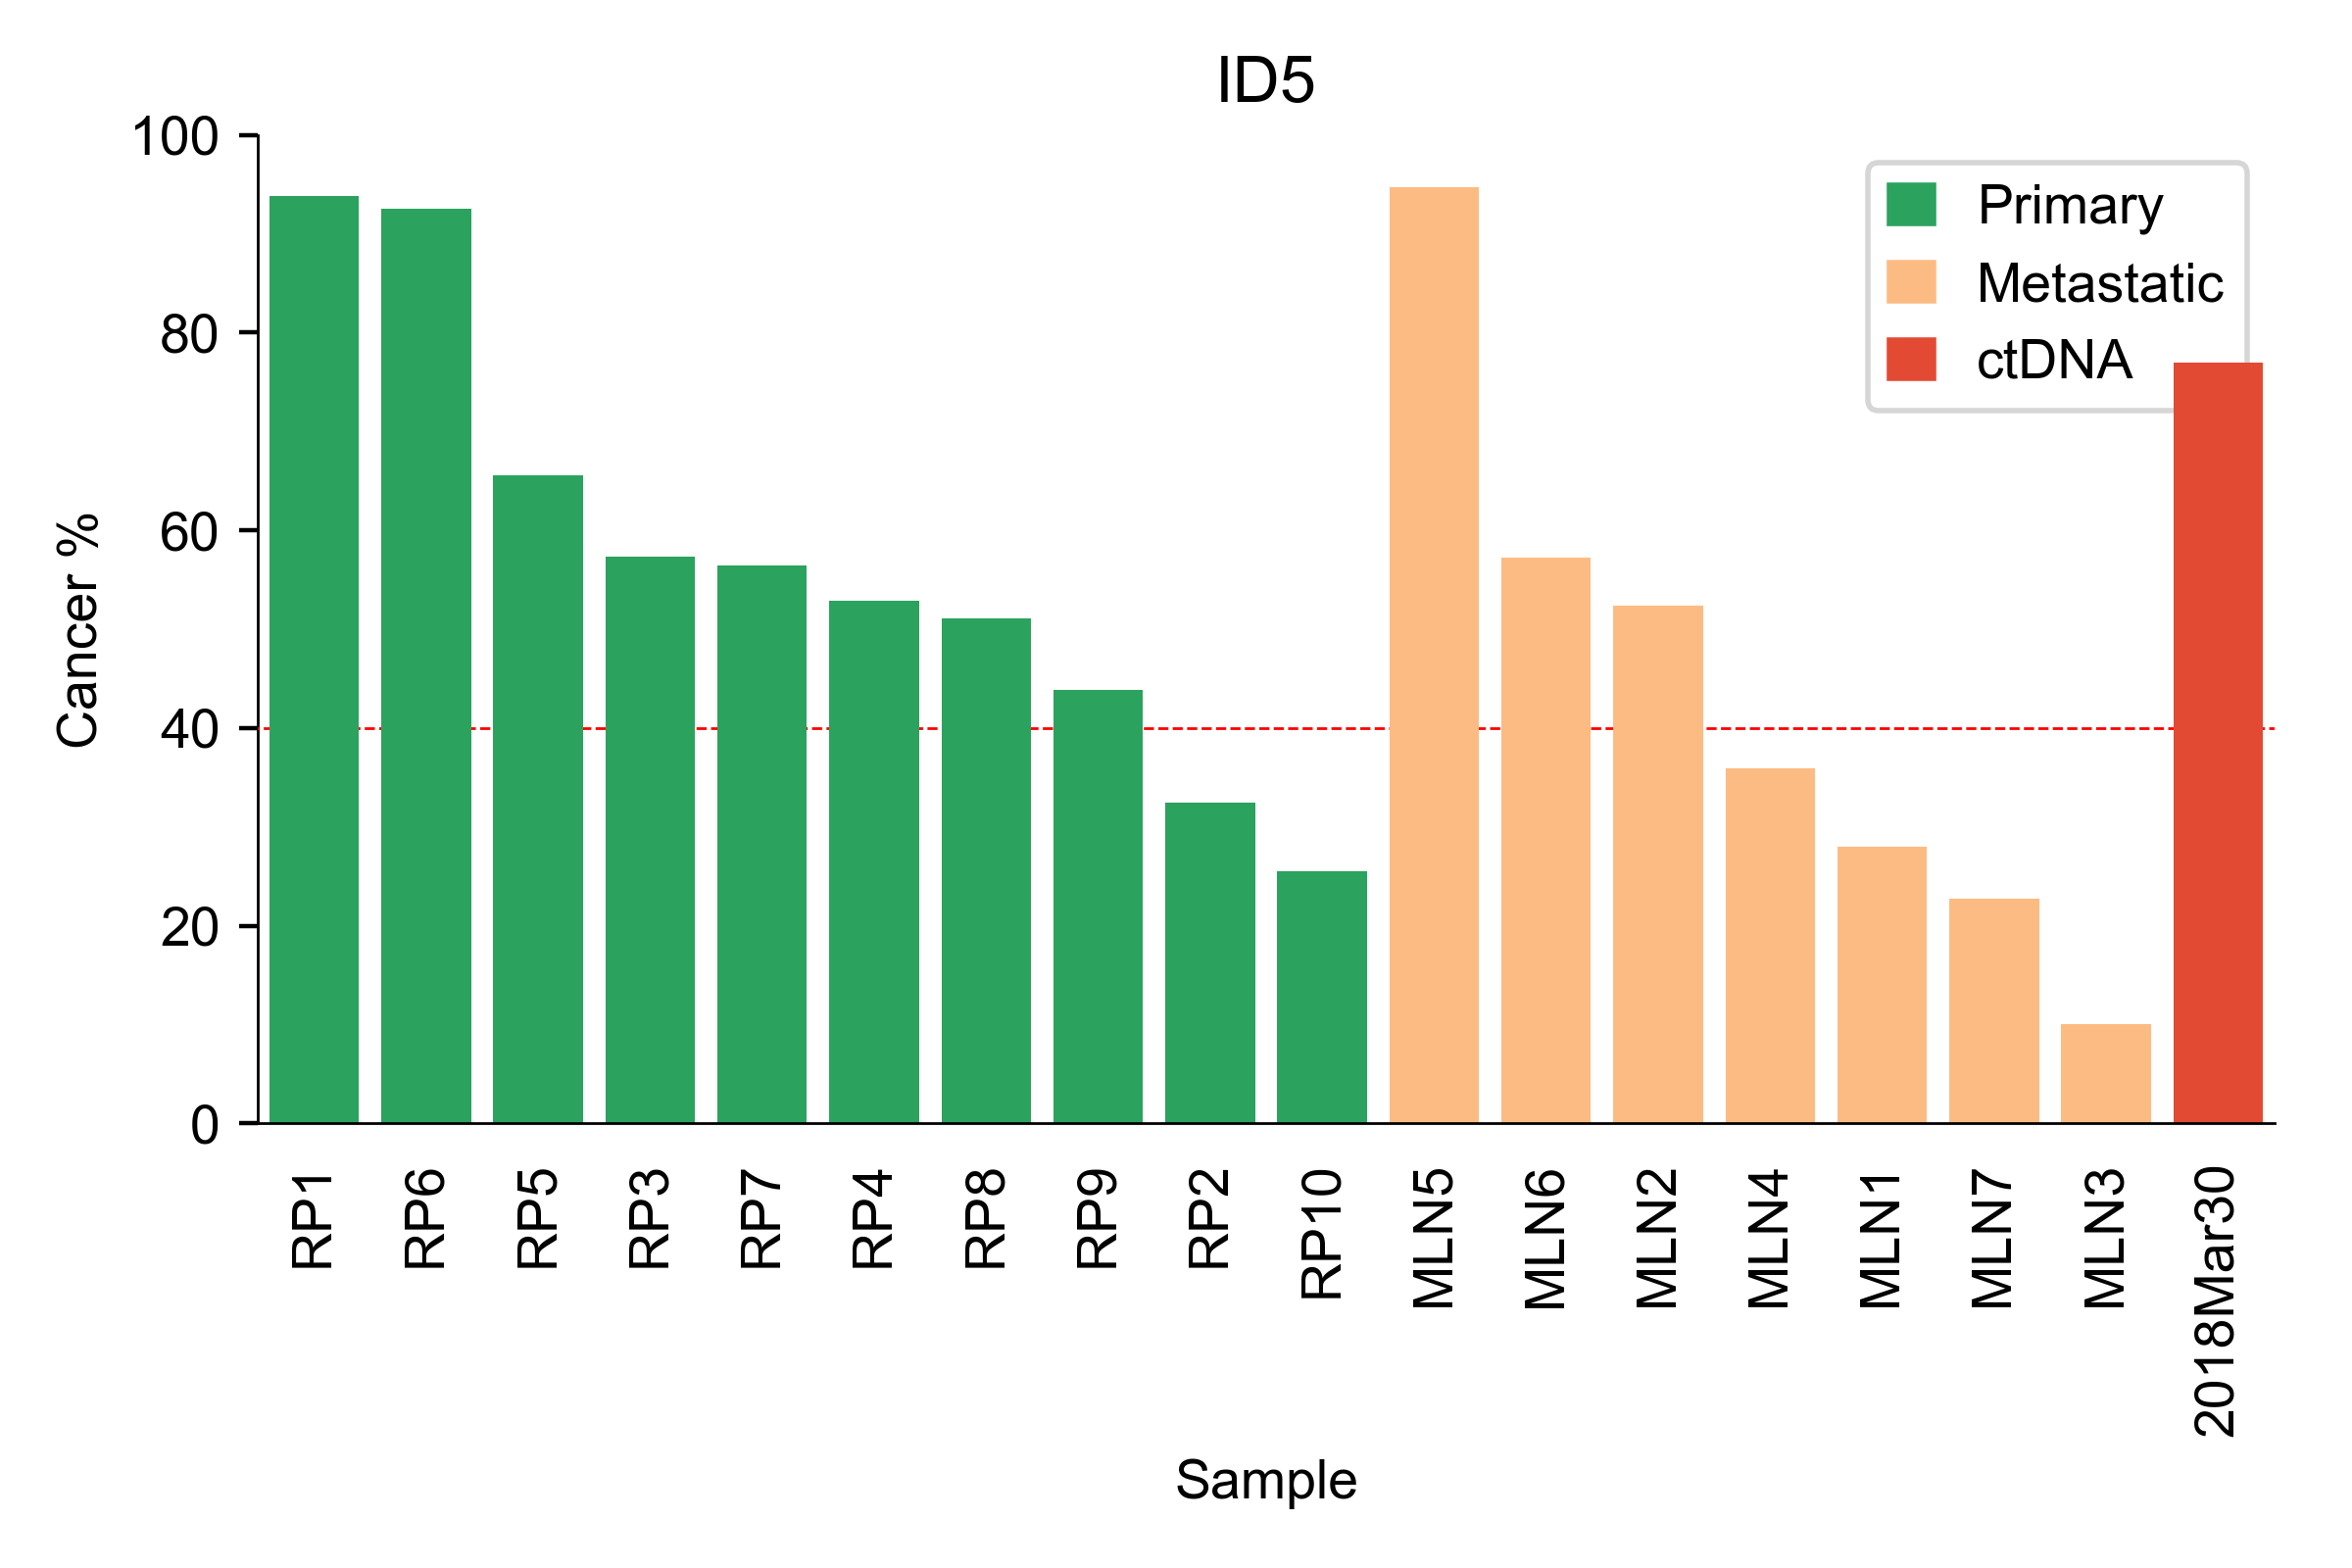 ID5
100
80
60
40
20
0
Cancer %
Primary
Metastatic
ctDNA
RP1
RP6
RP5
RP3
RP7
RP4
RP8
RP9
RP2
RP10
MLN5
MLN6
MLN2
MLN4
MLN1
MLN7
MLN3
2018Mar30
Sample